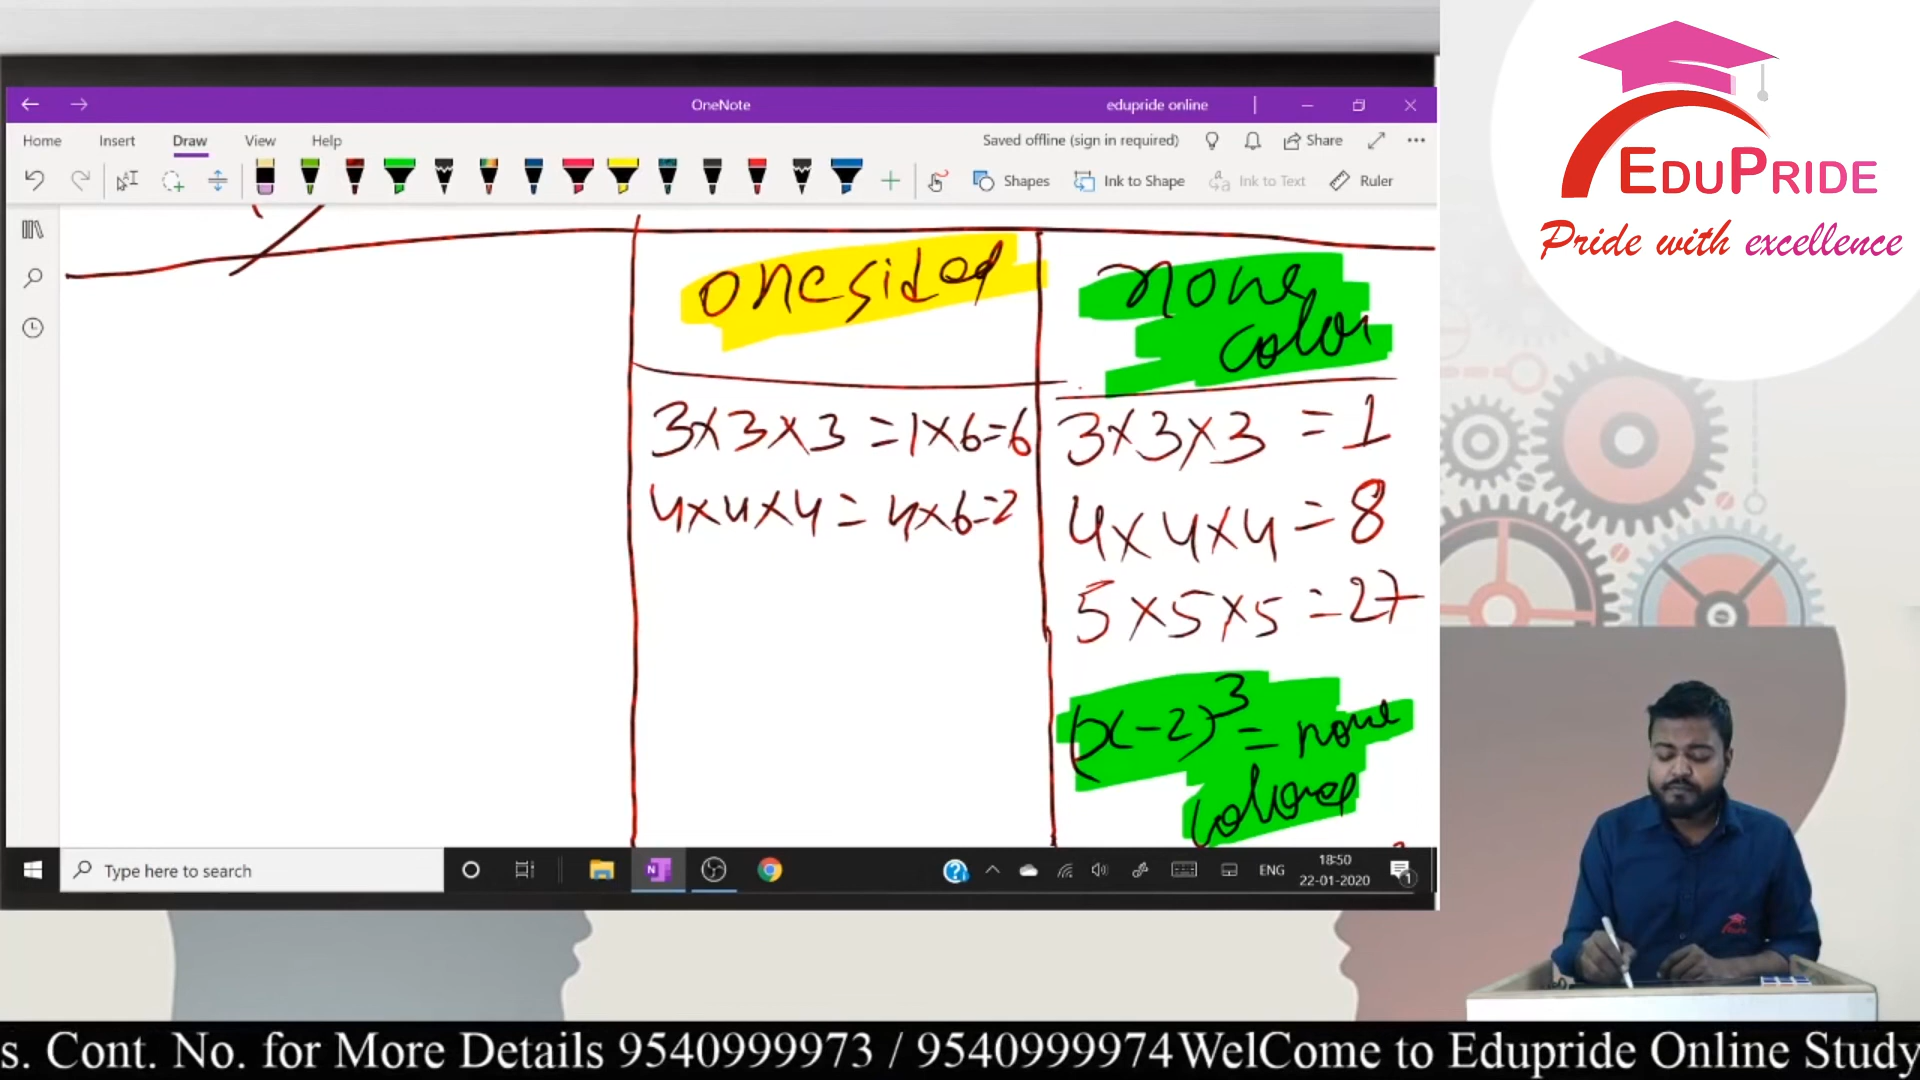 OneNote
edupride online
Home Insert Draw View Help
Saved offline (sign in required)
Share
Shapes
Ink to Shape
Ink to Text
Ruler
EDUPRIDE
Pride with excellence
one sided
none
color
3×3×3 =1×6=6
4×4×4= 4×6=2
3×3×3 =1
4×4×4=8
5×5×5=27
(x-2)³= none
colored
Type here to search
N
ENG
18:50
22-01-2020
1
s. Cont. No. for More Details 9540999973 / 9540999974WelCome to Edupride Online Study